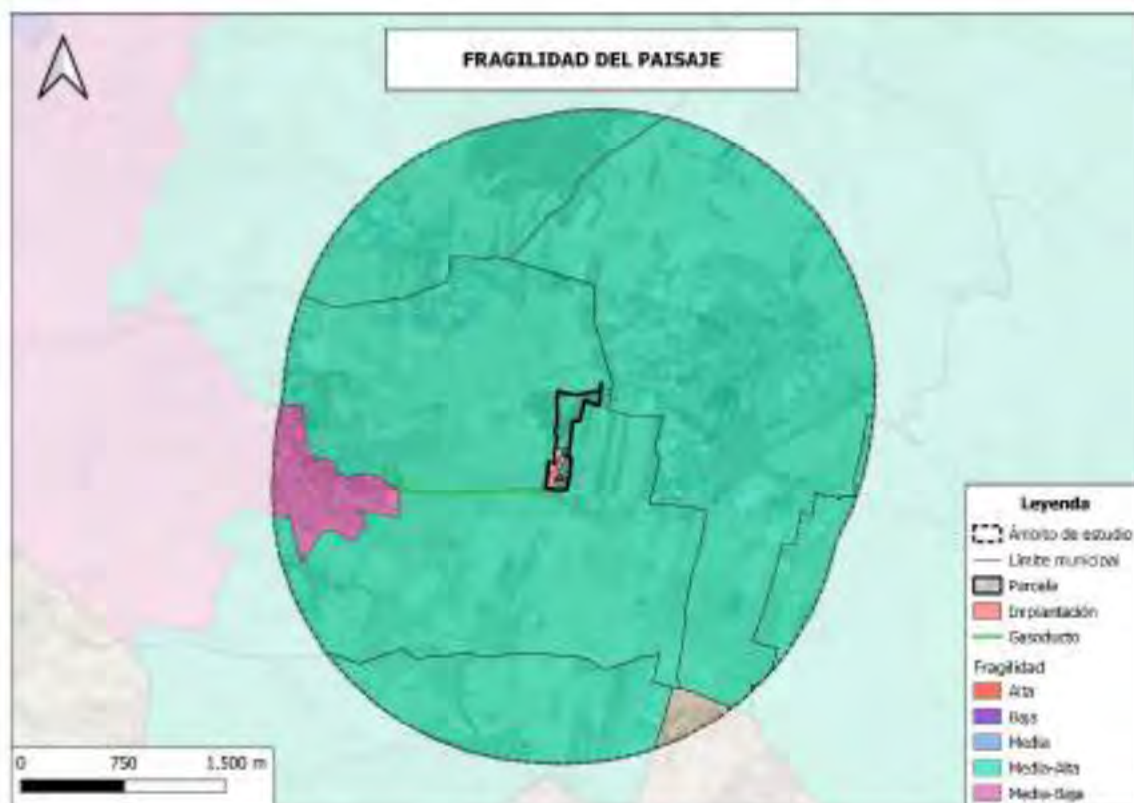 FRAGILIDAD DEL PAISAJE
Leyenda
Ámbito de estudio
Límite municipal
Parcela
Implantación
Gasoducto
Fragilidad
Alta
Baja
Media
Media-Alta
Media-Baja
0 750 1.500 m